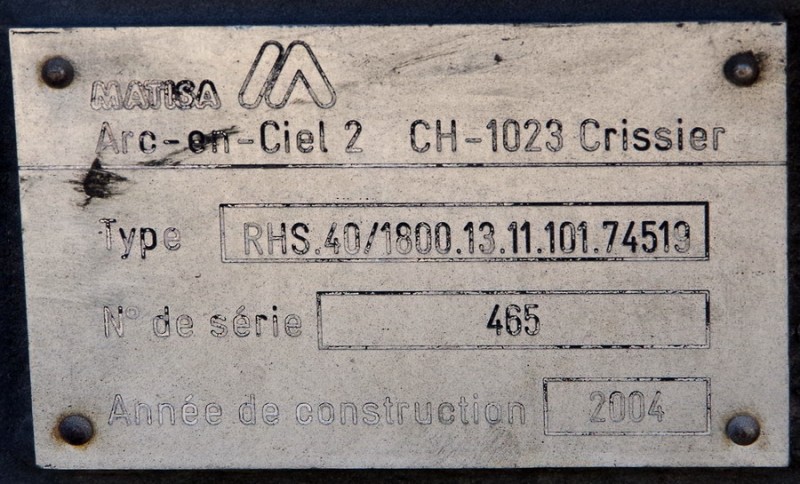 MATISA
Arc-en-Ciel 2 CH-1023 Crissier
Type RHS.40/1800.13.11.101.74519
N° de série 465
Année de construction 2004